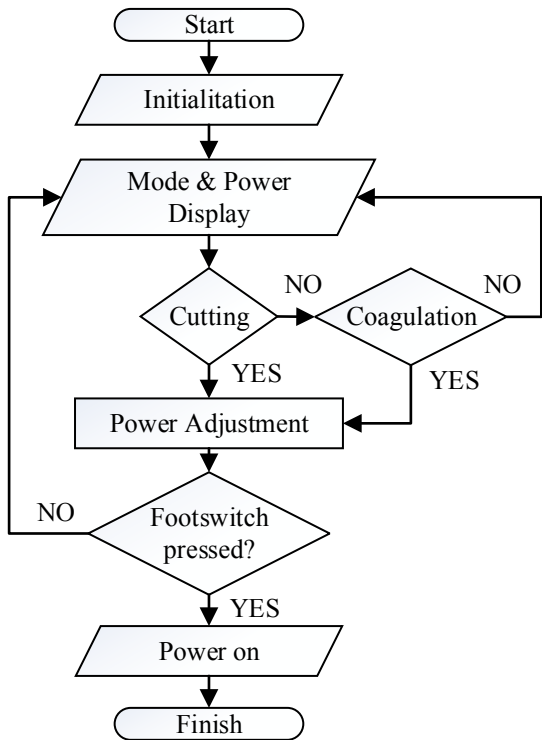 Start
Initialitation
Mode & Power
Display
Cutting
NO
Coagulation
NO
YES
YES
Power Adjustment
NO
Footswitch
pressed?
YES
Power on
Finish